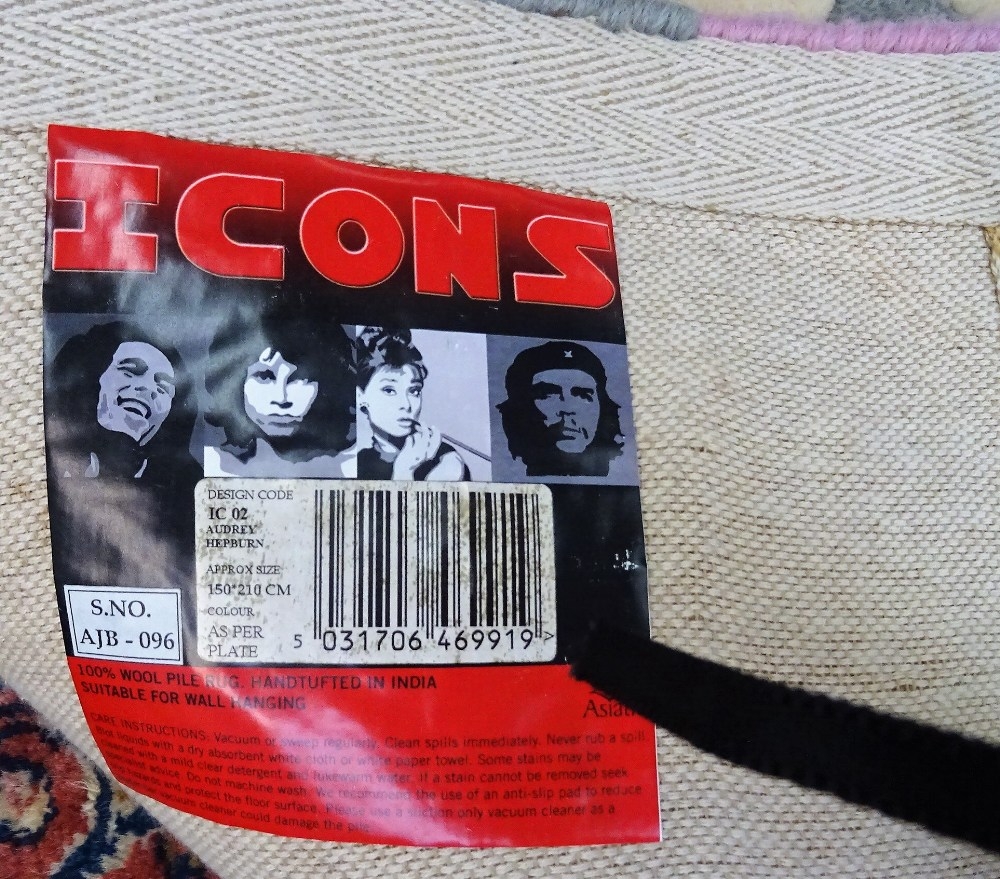 ICONS
DESIGN CODE
IC 02
AUDREY
HEPBURN
APPROX SIZE
150*210 CM
COLOUR
AS PER
PLATE
5 031706 469919 >
S.NO.
AJB - 096
100% WOOL PILE RUG. HANDTUFTED IN INDIA
SUITABLE FOR WALL HANGING
CARE INSTRUCTIONS: Vacuum or sweep regularly. Clean spills immediately. Never rub a spill.
Blot liquids with a dry absorbent white cloth or white paper towel. Some stains may be
cleaned with a mild clear detergent and lukewarm water. If a stain cannot be removed seek
specialist advice. Do not machine wash. We recommend the use of an anti-slip pad to reduce
hazards and protect the floor surface. Please use a suction only vacuum cleaner as a
vacuum cleaner could damage the pile.